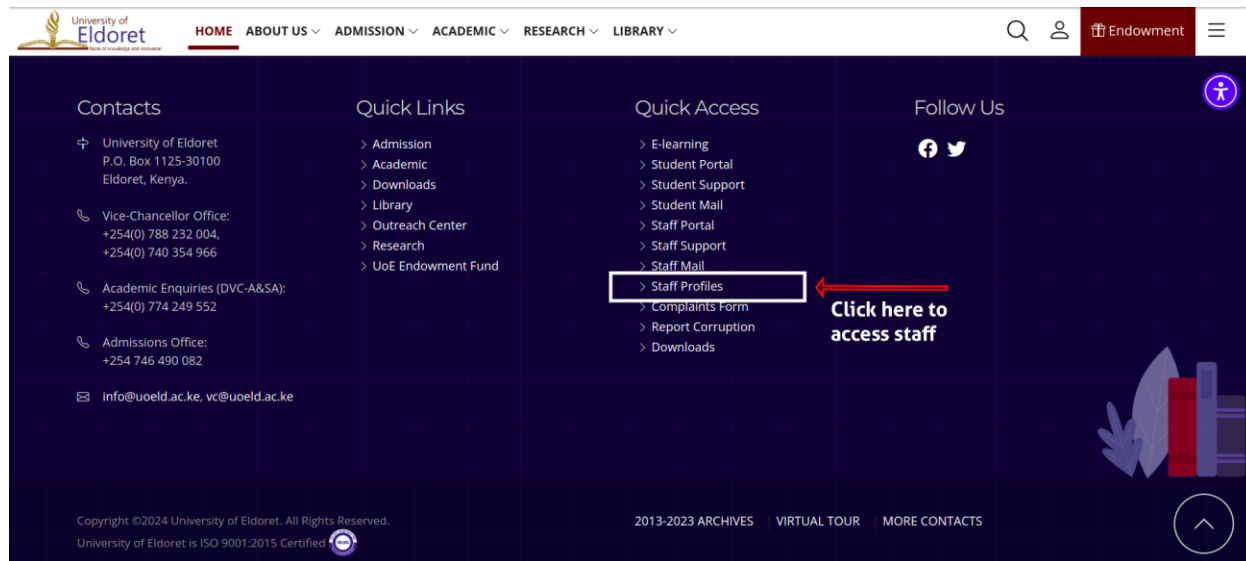 University of
Eldoret
HOME ABOUT US ADMISSION ACADEMIC RESEARCH LIBRARY
Endowment
Contacts
University of Eldoret
P.O. Box 1125-30100
Eldoret, Kenya.
Vice-Chancellor Office:
+254(0) 788 232 004,
+254(0) 740 354 966
Academic Enquiries (DVC-A&SA):
+254(0) 774 249 552
Admissions Office:
+254 746 490 082
info@uoeld.ac.ke, vc@uoeld.ac.ke
Quick Links
> Admission
> Academic
> Downloads
> Library
> Outreach Center
> Research
> UoE Endowment Fund
Quick Access
> E-learning
> Student Portal
> Student Support
> Student Mail
> Staff Portal
> Staff Support
> Staff Mail
> Staff Profiles
> Complaints Form
> Report Corruption
> Downloads
Click here to
access staff
Follow Us
Copyright ©2024 University of Eldoret. All Rights Reserved.
University of Eldoret is ISO 9001:2015 Certified
2013-2023 ARCHIVES | VIRTUAL TOUR | MORE CONTACTS